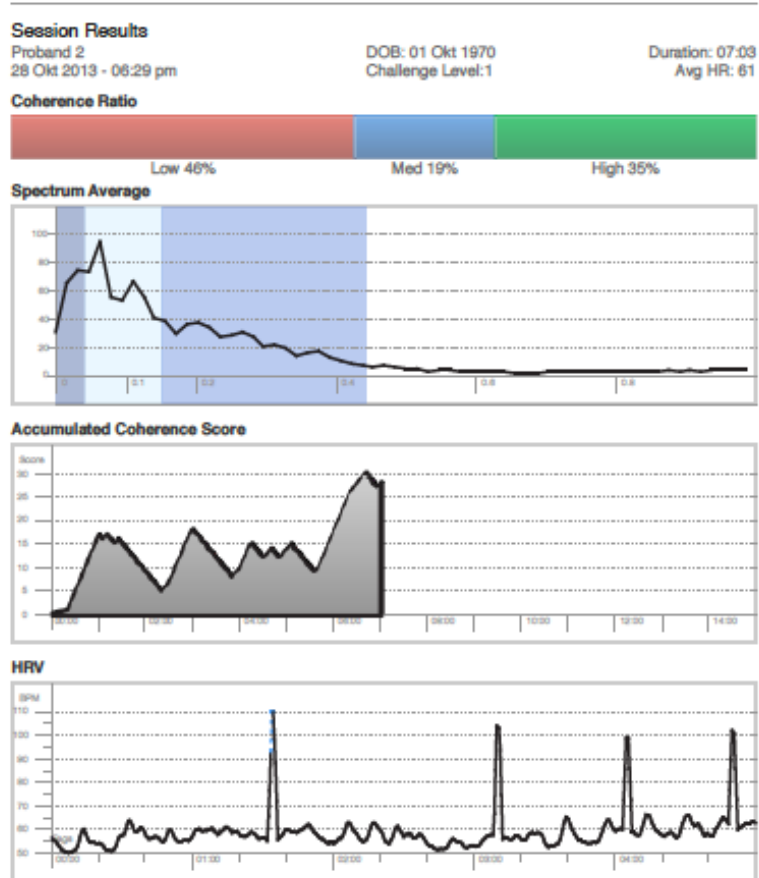 Session Results
Proband 2 DOB: 01 Okt 1970 Duration: 07:03
28 Okt 2013 - 06:29 pm Challenge Level:1 Avg HR: 61
Coherence Ratio
Low 46% Med 19% High 35%
Spectrum Average
100
80
60
40
20
0
0 0.1 0.2 0.4 0.6 0.8
Accumulated Coherence Score
Score
30
25
20
15
10
5
0
00:00 02:00 04:00 06:00 08:00 10:00 12:00 14:00
HRV
BPM
110
100
90
80
70
60
50
00:00 01:00 02:00 03:00 04:00